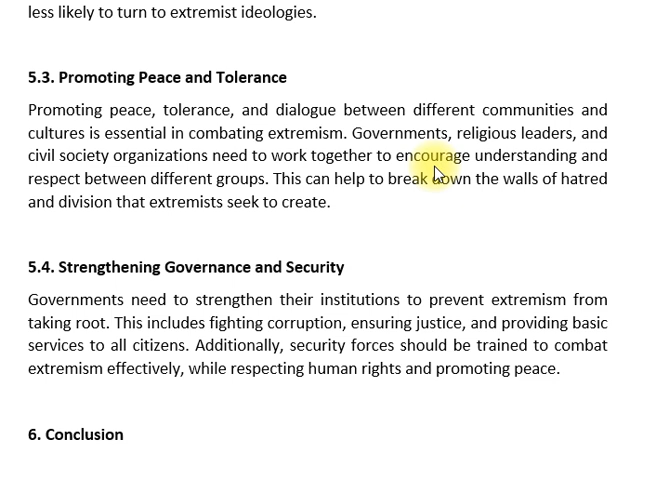 less likely to turn to extremist ideologies.
5.3. Promoting Peace and Tolerance
Promoting peace, tolerance, and dialogue between different communities and
cultures is essential in combating extremism. Governments, religious leaders, and
civil society organizations need to work together to encourage understanding and
respect between different groups. This can help to break down the walls of hatred
and division that extremists seek to create.
5.4. Strengthening Governance and Security
Governments need to strengthen their institutions to prevent extremism from
taking root. This includes fighting corruption, ensuring justice, and providing basic
services to all citizens. Additionally, security forces should be trained to combat
extremism effectively, while respecting human rights and promoting peace.
6. Conclusion